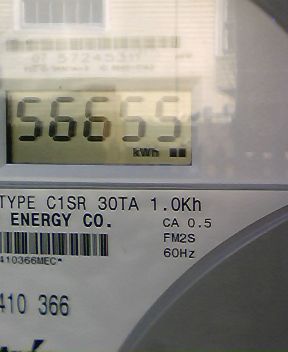 56655
kWh
TYPE C1SR 30TA 1.0Kh
ENERGY CO.
CA 0.5
FM2S
60Hz
410366MEC*
410 366